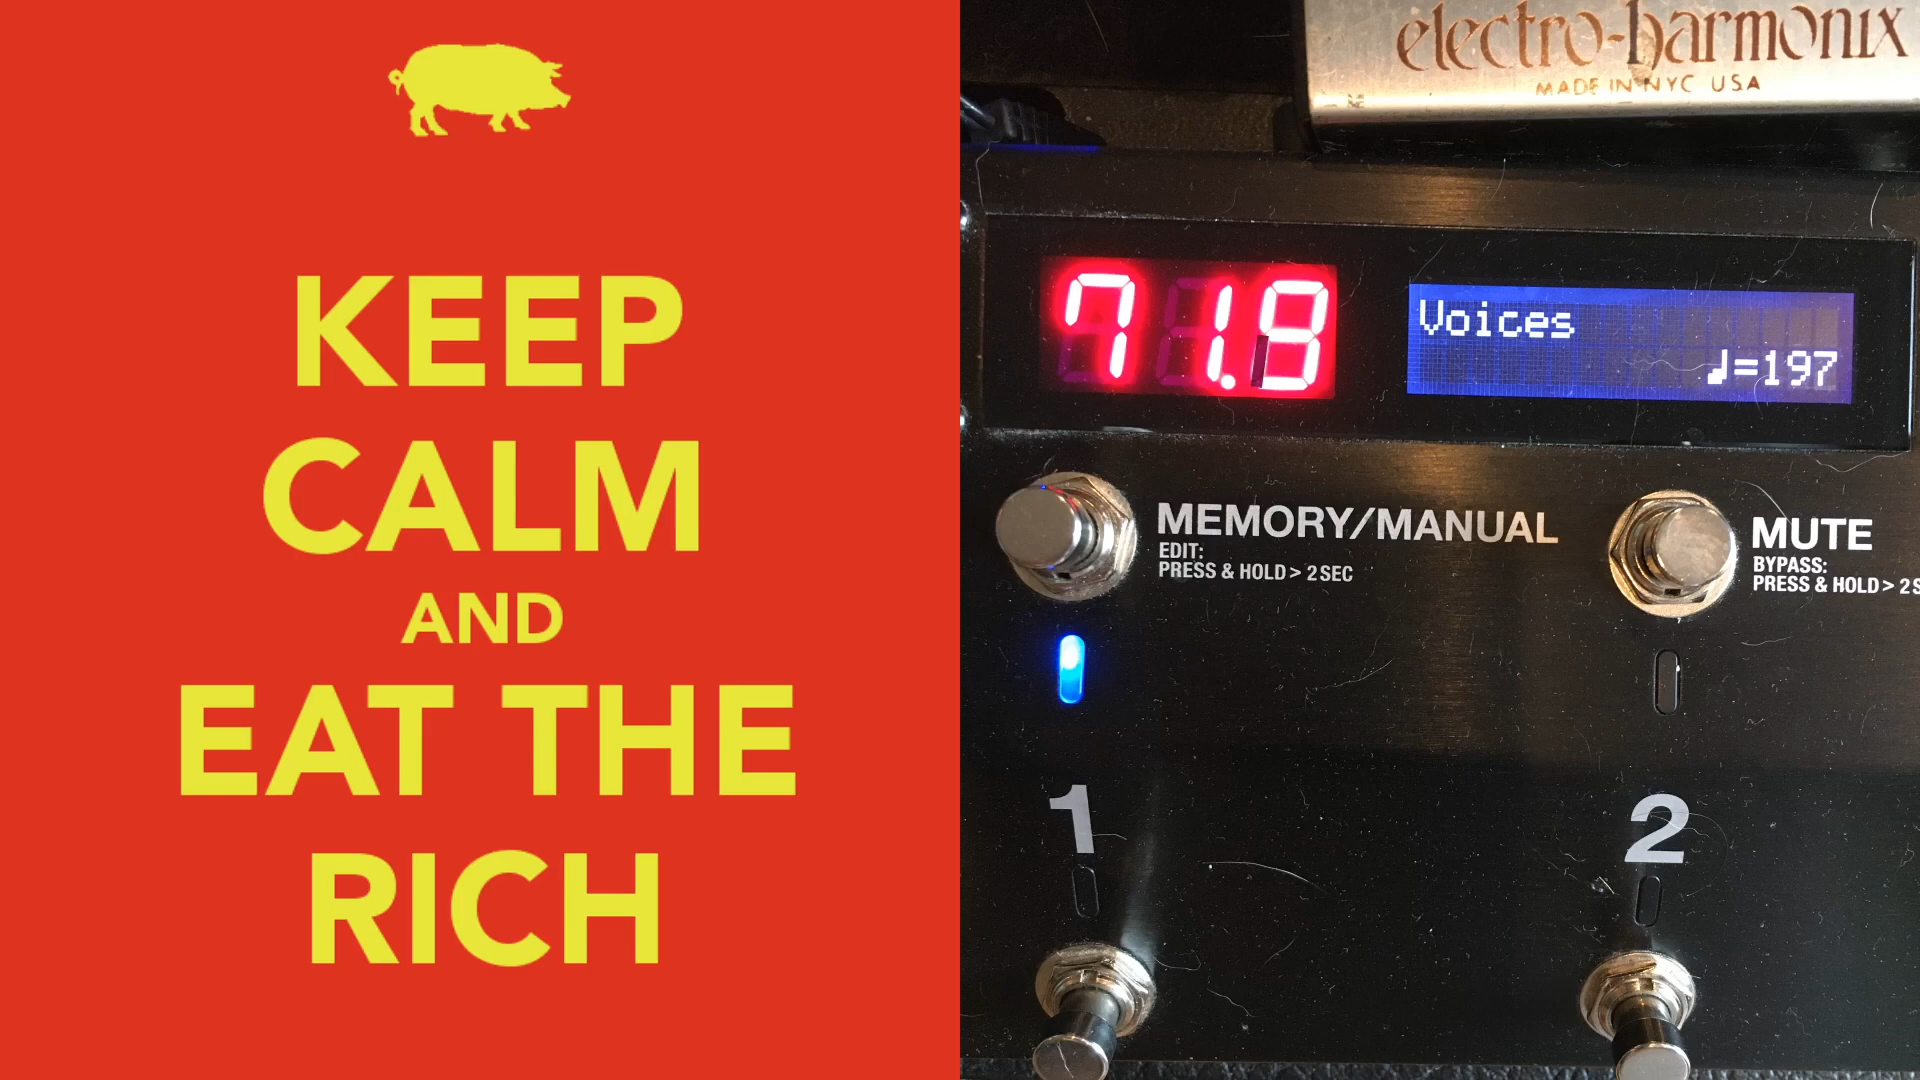 KEEP
CALM
AND
EAT THE
RICH
electro-harmonix
MADE IN NYC USA
71.9
Voices
♩=197
MEMORY/MANUAL
EDIT:
PRESS & HOLD > 2 SEC
MUTE
BYPASS:
PRESS & HOLD > 2 S
1
2